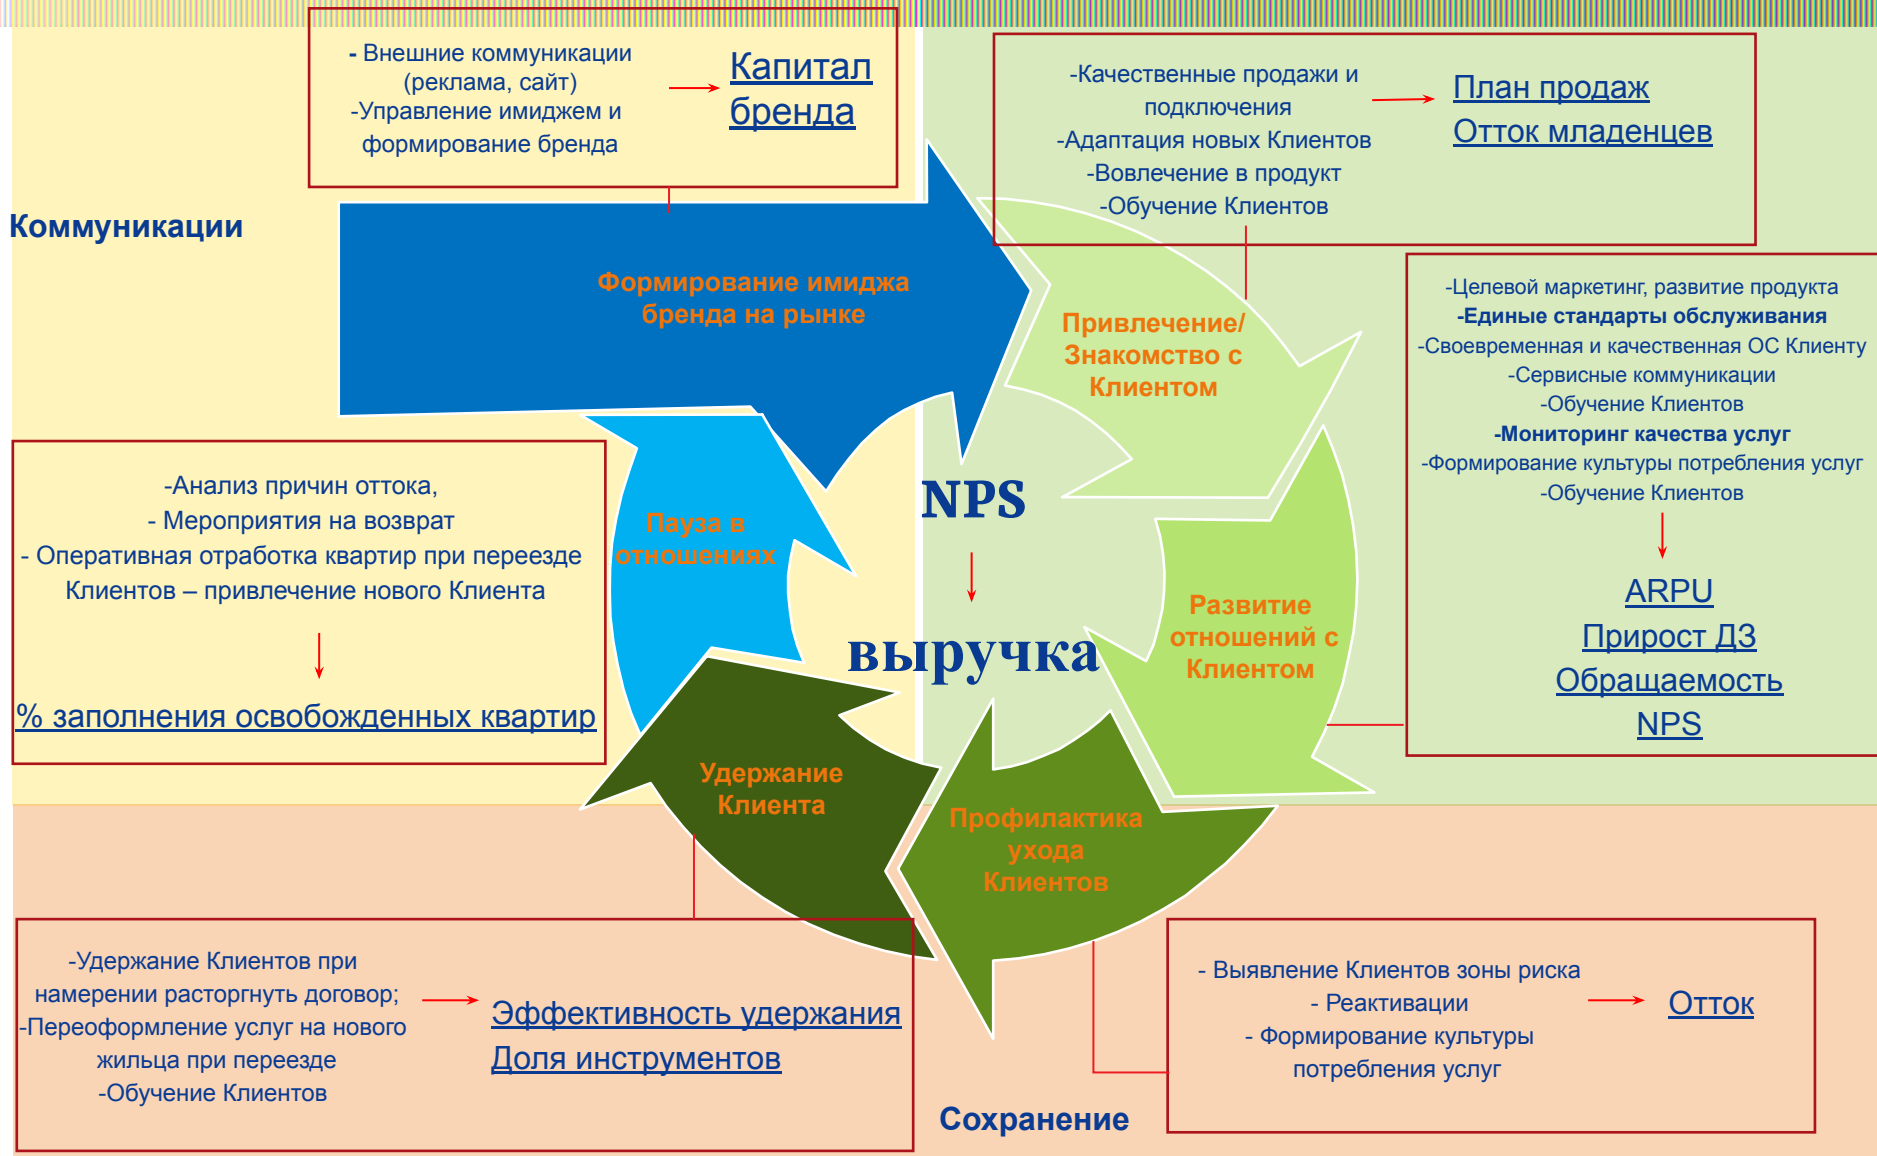 - Внешние коммуникации
(реклама, сайт)
-Управление имиджем и
формирование бренда
Капитал
бренда
-Качественные продажи и
подключения
-Адаптация новых Клиентов
-Вовлечение в продукт
-Обучение Клиентов
План продаж
Отток младенцев
Коммуникации
Формирование имиджа
бренда на рынке
Привлечение/
Знакомство с
Клиентом
-Целевой маркетинг, развитие продукта
-Единые стандарты обслуживания
-Своевременная и качественная ОС Клиенту
-Сервисные коммуникации
-Обучение Клиентов
-Мониторинг качества услуг
-Формирование культуры потребления услуг
-Обучение Клиентов
ARPU
Прирост ДЗ
Обращаемость
NPS
-Анализ причин оттока,
- Мероприятия на возврат
- Оперативная отработка квартир при переезде
Клиентов – привлечение нового Клиента
% заполнения освобожденных квартир
Пауза в
отношениях
NPS
выручка
Развитие
отношений с
Клиентом
Удержание
Клиента
Профилактика
ухода
Клиентов
-Удержание Клиентов при
намерении расторгнуть договор;
-Переоформление услуг на нового
жильца при переезде
-Обучение Клиентов
Эффективность удержания
Доля инструментов
- Выявление Клиентов зоны риска
- Реактивации
- Формирование культуры
потребления услуг
Отток
Сохранение